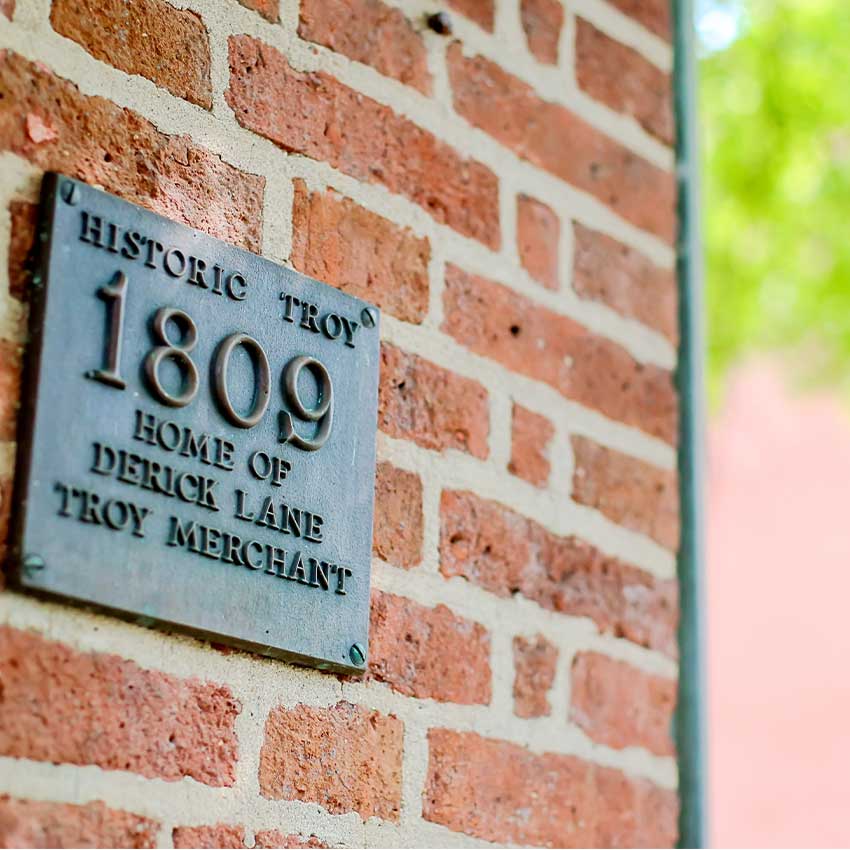 HISTORIC TROY
1809
HOME OF
DERICK LANE
TROY MERCHANT